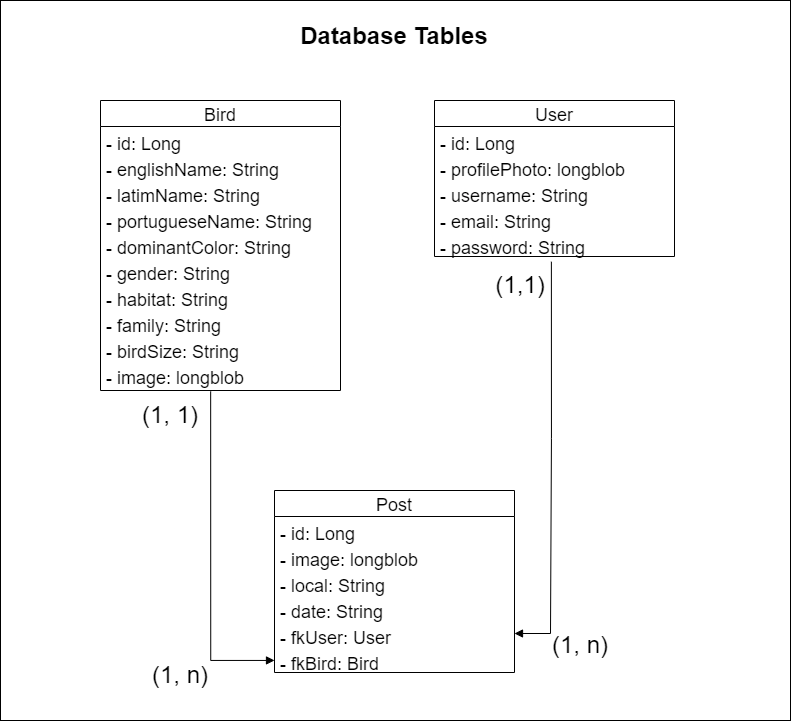 Database Tables
Bird
- id: Long
- englishName: String
- latimName: String
- portugueseName: String
- dominantColor: String
- gender: String
- habitat: String
- family: String
- birdSize: String
- image: longblob
(1, 1)
User
- id: Long
- profilePhoto: longblob
- username: String
- email: String
- password: String
(1,1)
Post
- id: Long
- image: longblob
- local: String
- date: String
- fkUser: User
- fkBird: Bird
(1, n)
(1, n)